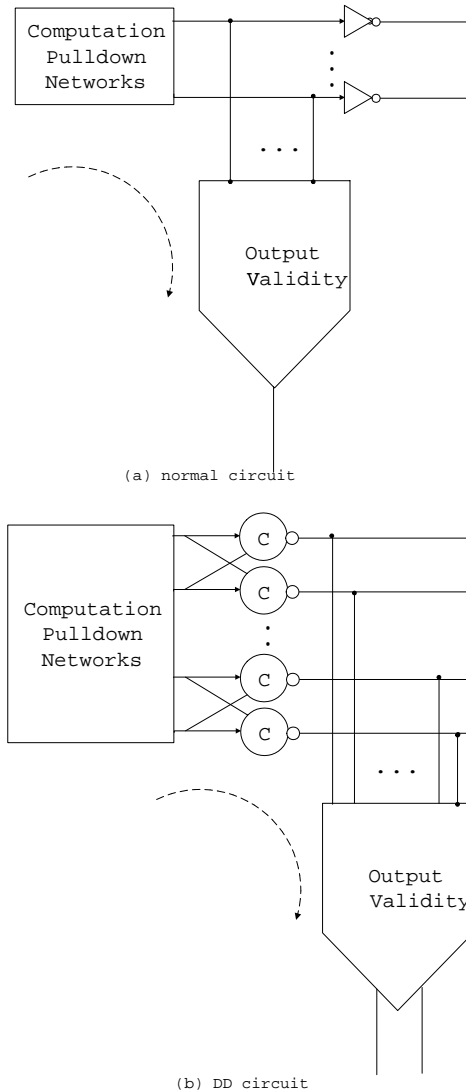 Computation
Pulldown
Networks
. . .
Output
Validity
(a) normal circuit
C
C
Computation
Pulldown
Networks
C
C
. . .
Output
Validity
(b) DD circuit